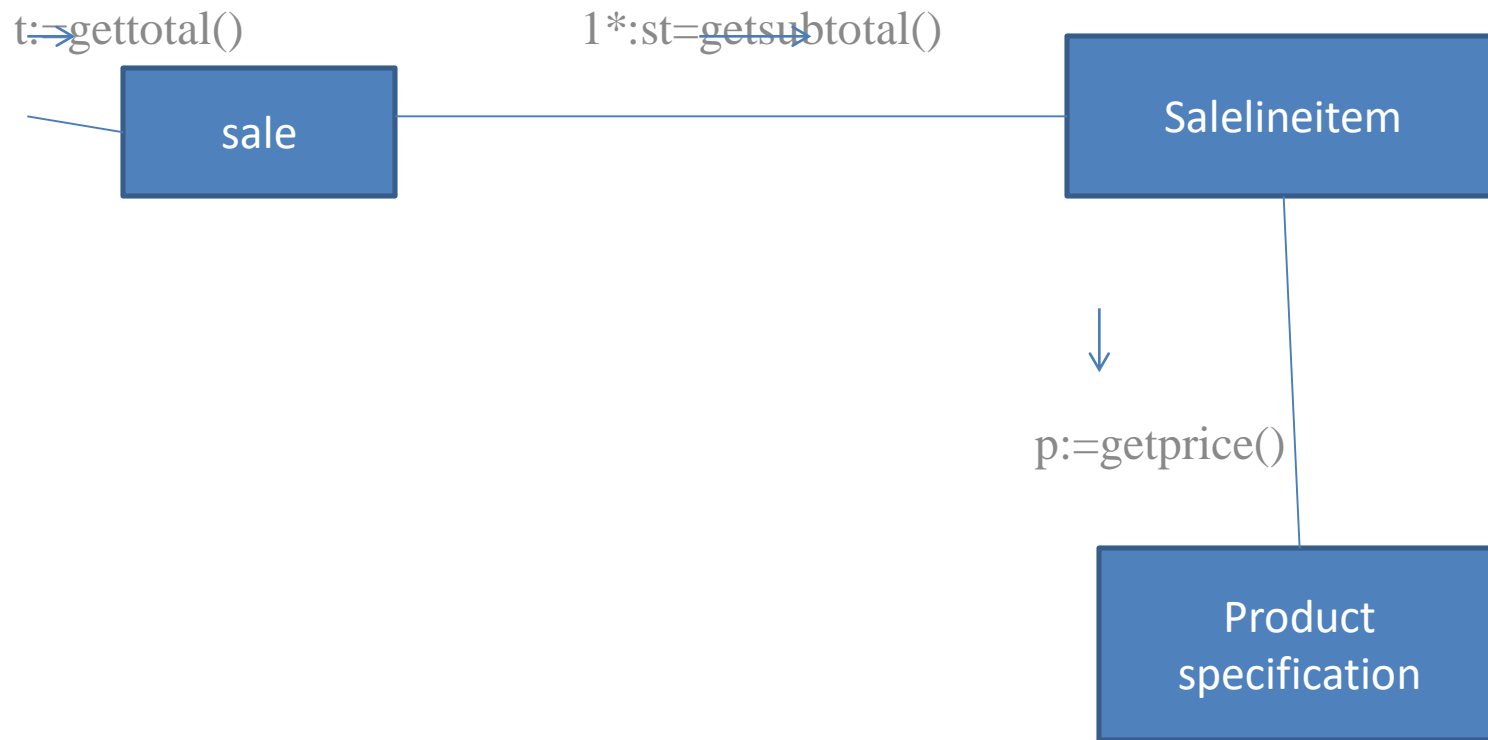 t:=gettotal()
1*:st=getsubtotal()
sale
Salelineitem
p:=getprice()
Product
specification